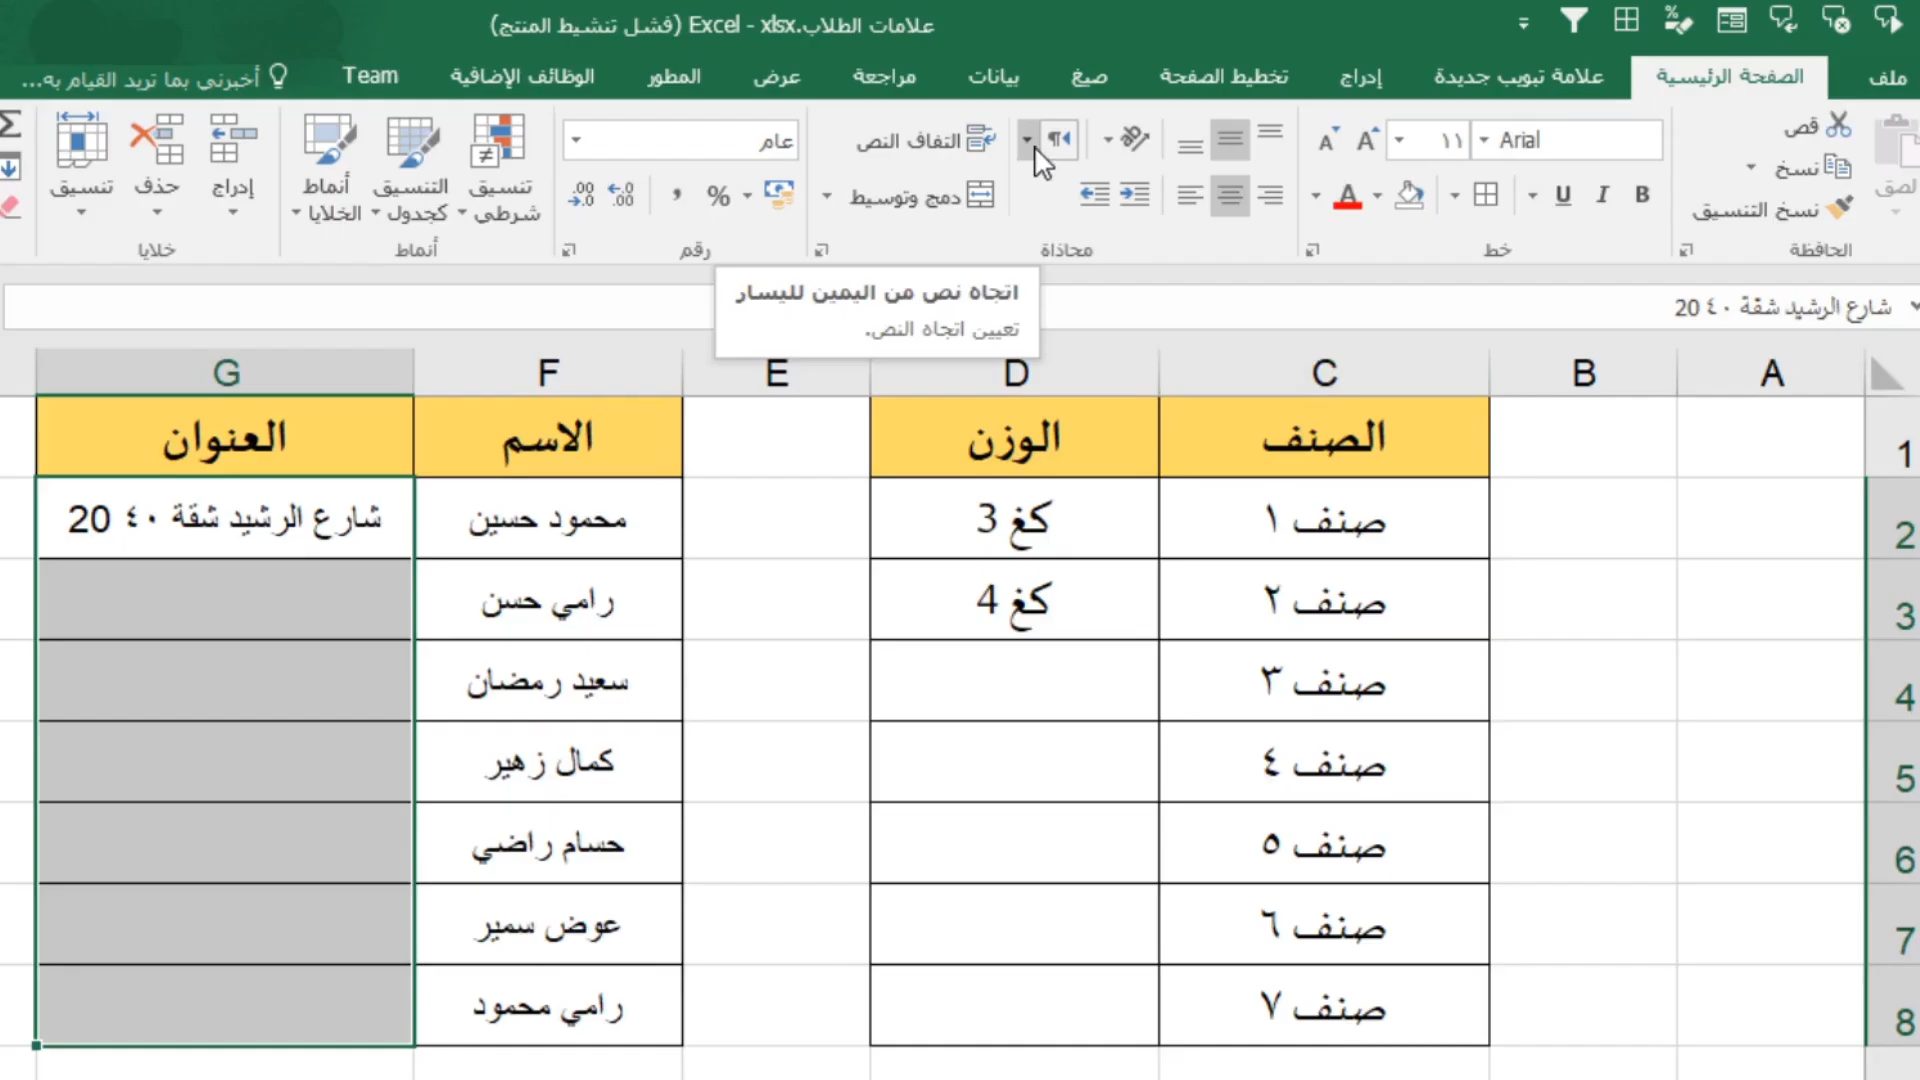 علامات الطلاب.xlsx - Excel (فشل تنشيط المنتج)
ملف الصفحة الرئيسية علامة تبويب جديدة إدراج تخطيط الصفحة صيغ بيانات مراجعة عرض المطور الوظائف الإضافية Team أخبرني بما تريد القيام به...
لصق
قص
نسخ
نسخ التنسيق
الحافظة
Arial ١١
B I U
خط
التفاف النص
دمج وتوسيط
محاذاة
عام
%
رقم
تنسيق شرطي
التنسيق كجدول
أنماط الخلايا
أنماط
إدراج حذف تنسيق
خلايا
اتجاه نص من اليمين لليسار
تعيين اتجاه النص.
شارع الرشيد شقة ٤٠ 20
A B C D E F G
1 الصنف الوزن الاسم العنوان
2 صنف ١ كغ 3 محمود حسين شارع الرشيد شقة ٤٠ 20
3 صنف ٢ كغ 4 رامي حسن
4 صنف ٣ سعيد رمضان
5 صنف ٤ كمال زهير
6 صنف ٥ حسام راضي
7 صنف ٦ عوض سمير
8 صنف ٧ رامي محمود